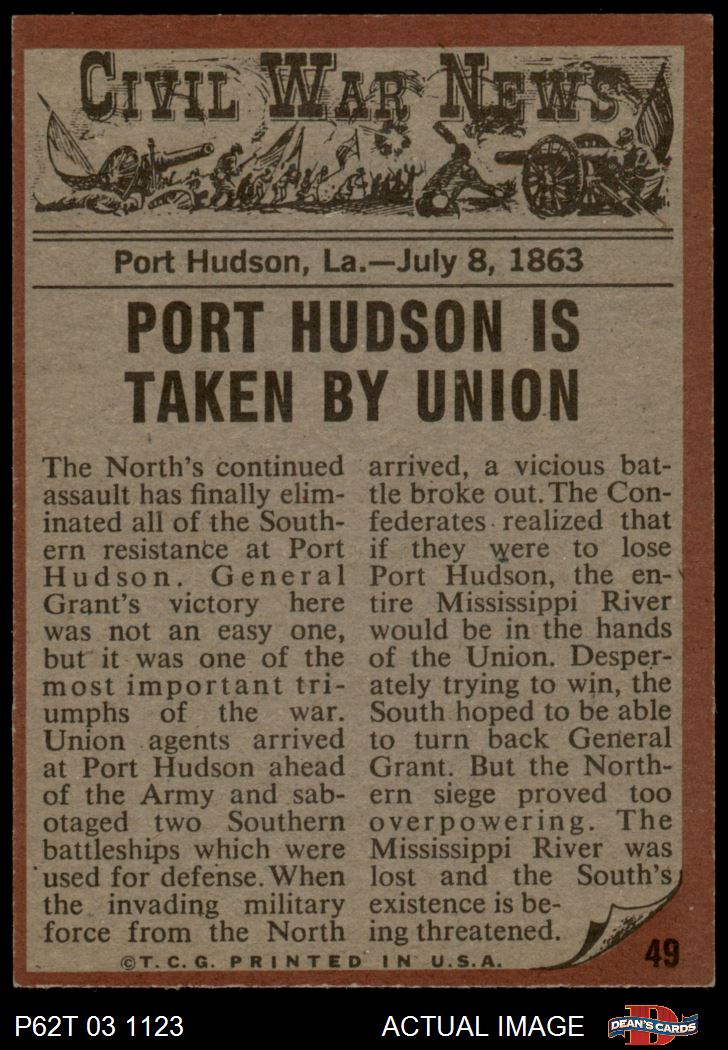 CIVIL WAR NEWS
Port Hudson, La.—July 8, 1863
PORT HUDSON IS
TAKEN BY UNION
The North's continued
assault has finally elim-
inated all of the South-
ern resistance at Port
Hudson. General
Grant's victory here
was not an easy one,
but it was one of the
most important tri-
umphs of the war.
Union agents arrived
at Port Hudson ahead
of the Army and sab-
otaged two Southern
battleships which were
used for defense. When
the invading military
force from the North
arrived, a vicious bat-
tle broke out. The Con-
federates realized that
if they were to lose
Port Hudson, the en-
tire Mississippi River
would be in the hands
of the Union. Desper-
ately trying to win, the
South hoped to be able
to turn back General
Grant. But the North-
ern siege proved too
overpowering. The
Mississippi River was
lost and the South's
existence is be-
ing threatened.
©T.C.G. PRINTED IN U.S.A.
49
P62T 03 1123
ACTUAL IMAGE
D
DEAN'S CARDS